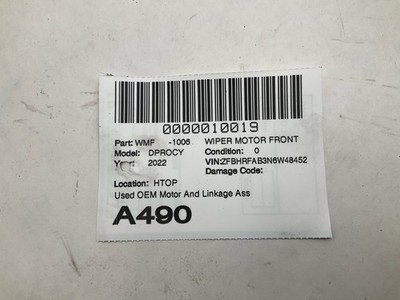 0000010019
Part: WMF -1006 WIPER MOTOR FRONT
Model: DPROCY Condition: 0
Year: 2022 VIN:ZFBHRFAB3N6W48452
Damage Code:
Location: HTOP
Used OEM Motor And Linkage Ass
A490